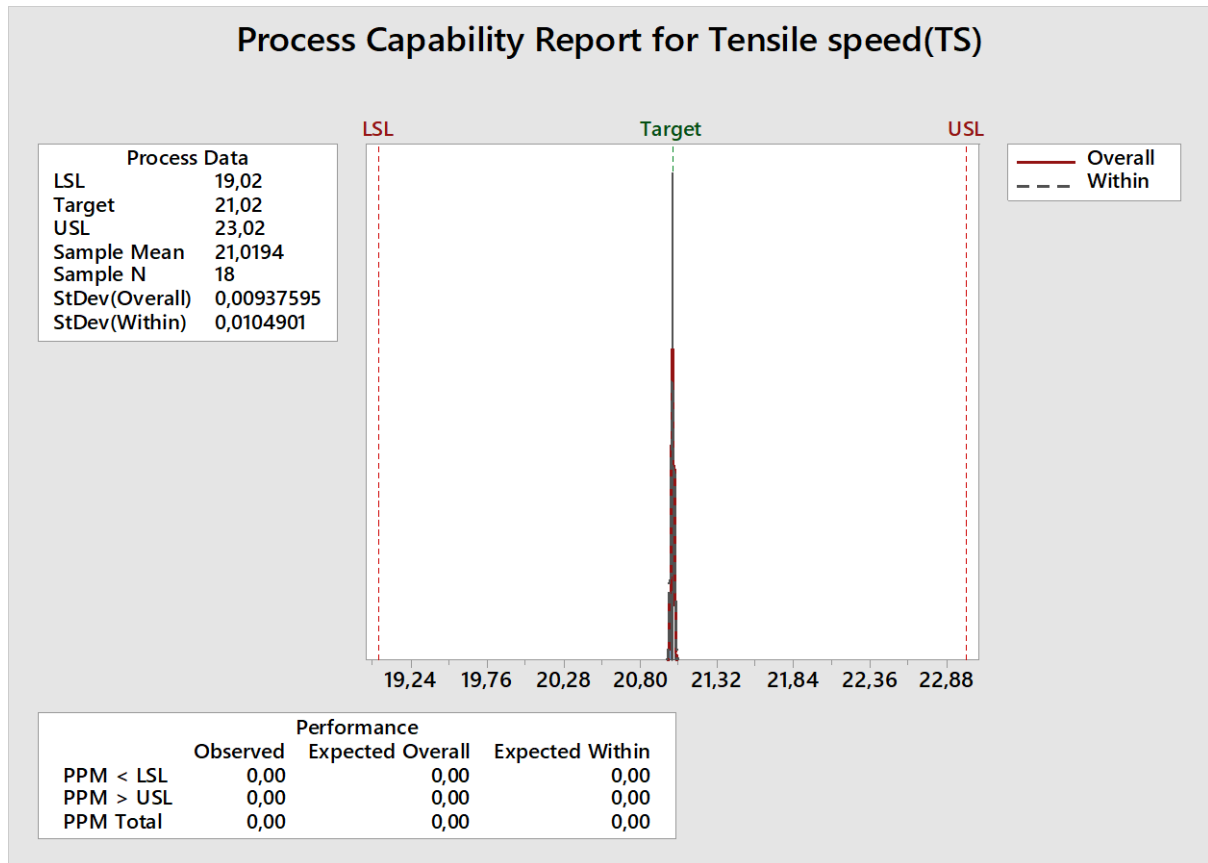 Process Capability Report for Tensile speed(TS)
LSL Target USL
Process Data
LSL 19,02
Target 21,02
USL 23,02
Sample Mean 21,0194
Sample N 18
StDev(Overall) 0,00937595
StDev(Within) 0,0104901
Overall
Within
19,24 19,76 20,28 20,80 21,32 21,84 22,36 22,88
Performance
Observed Expected Overall Expected Within
PPM < LSL 0,00 0,00 0,00
PPM > USL 0,00 0,00 0,00
PPM Total 0,00 0,00 0,00